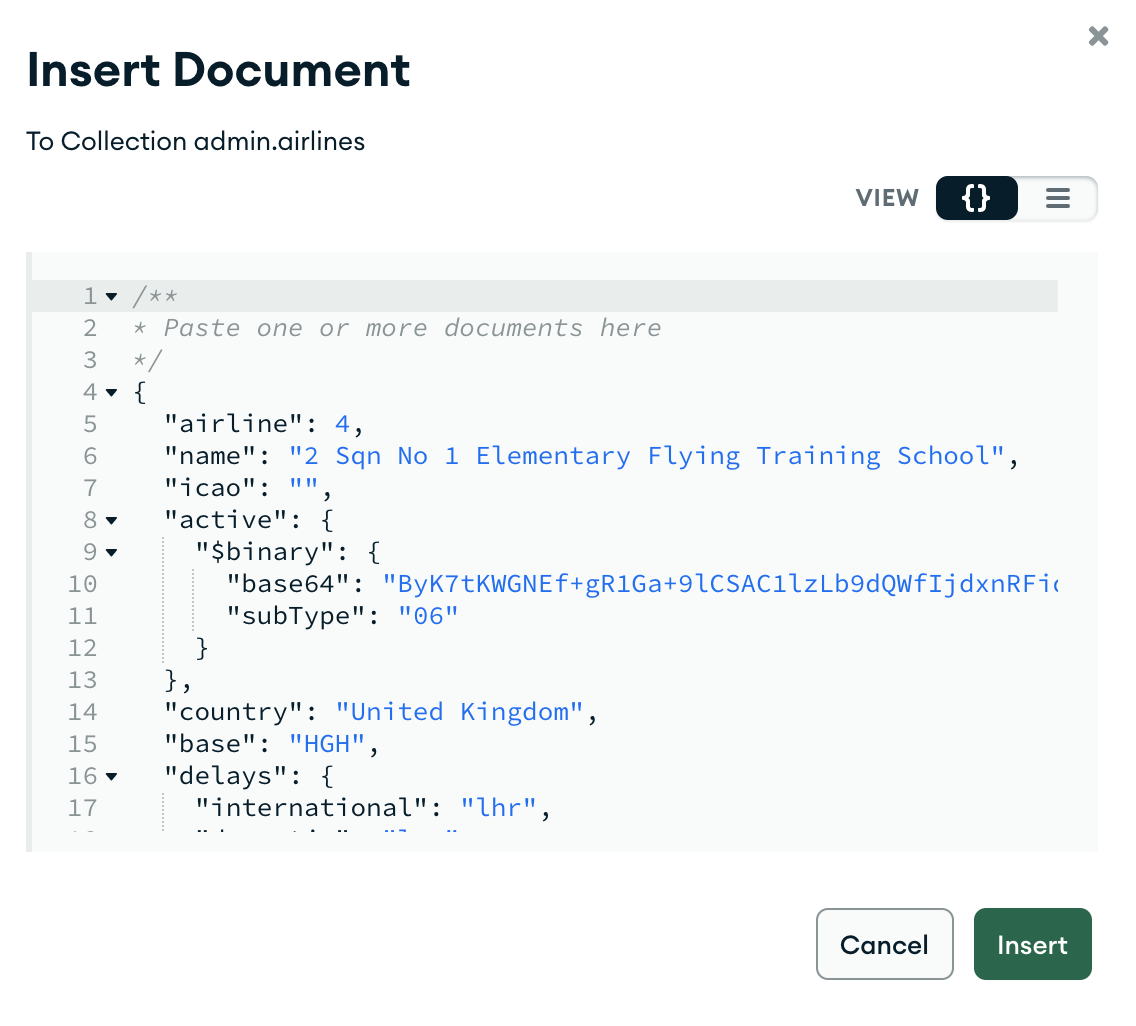 Insert Document
To Collection admin.airlines
VIEW {}
1 /**
2 * Paste one or more documents here
3 */
4 {
5 "airline": 4,
6 "name": "2 Sqn No 1 Elementary Flying Training School",
7 "icao": "",
8 "active": {
9 "$binary": {
10 "base64": "ByK7tKWGNEf+gR1Ga+9lCSAC1lzLb9dQWfIjdxnRFi
11 "subType": "06"
12 }
13 },
14 "country": "United Kingdom",
15 "base": "HGH",
16 "delays": {
17 "international": "lhr",
Cancel
Insert